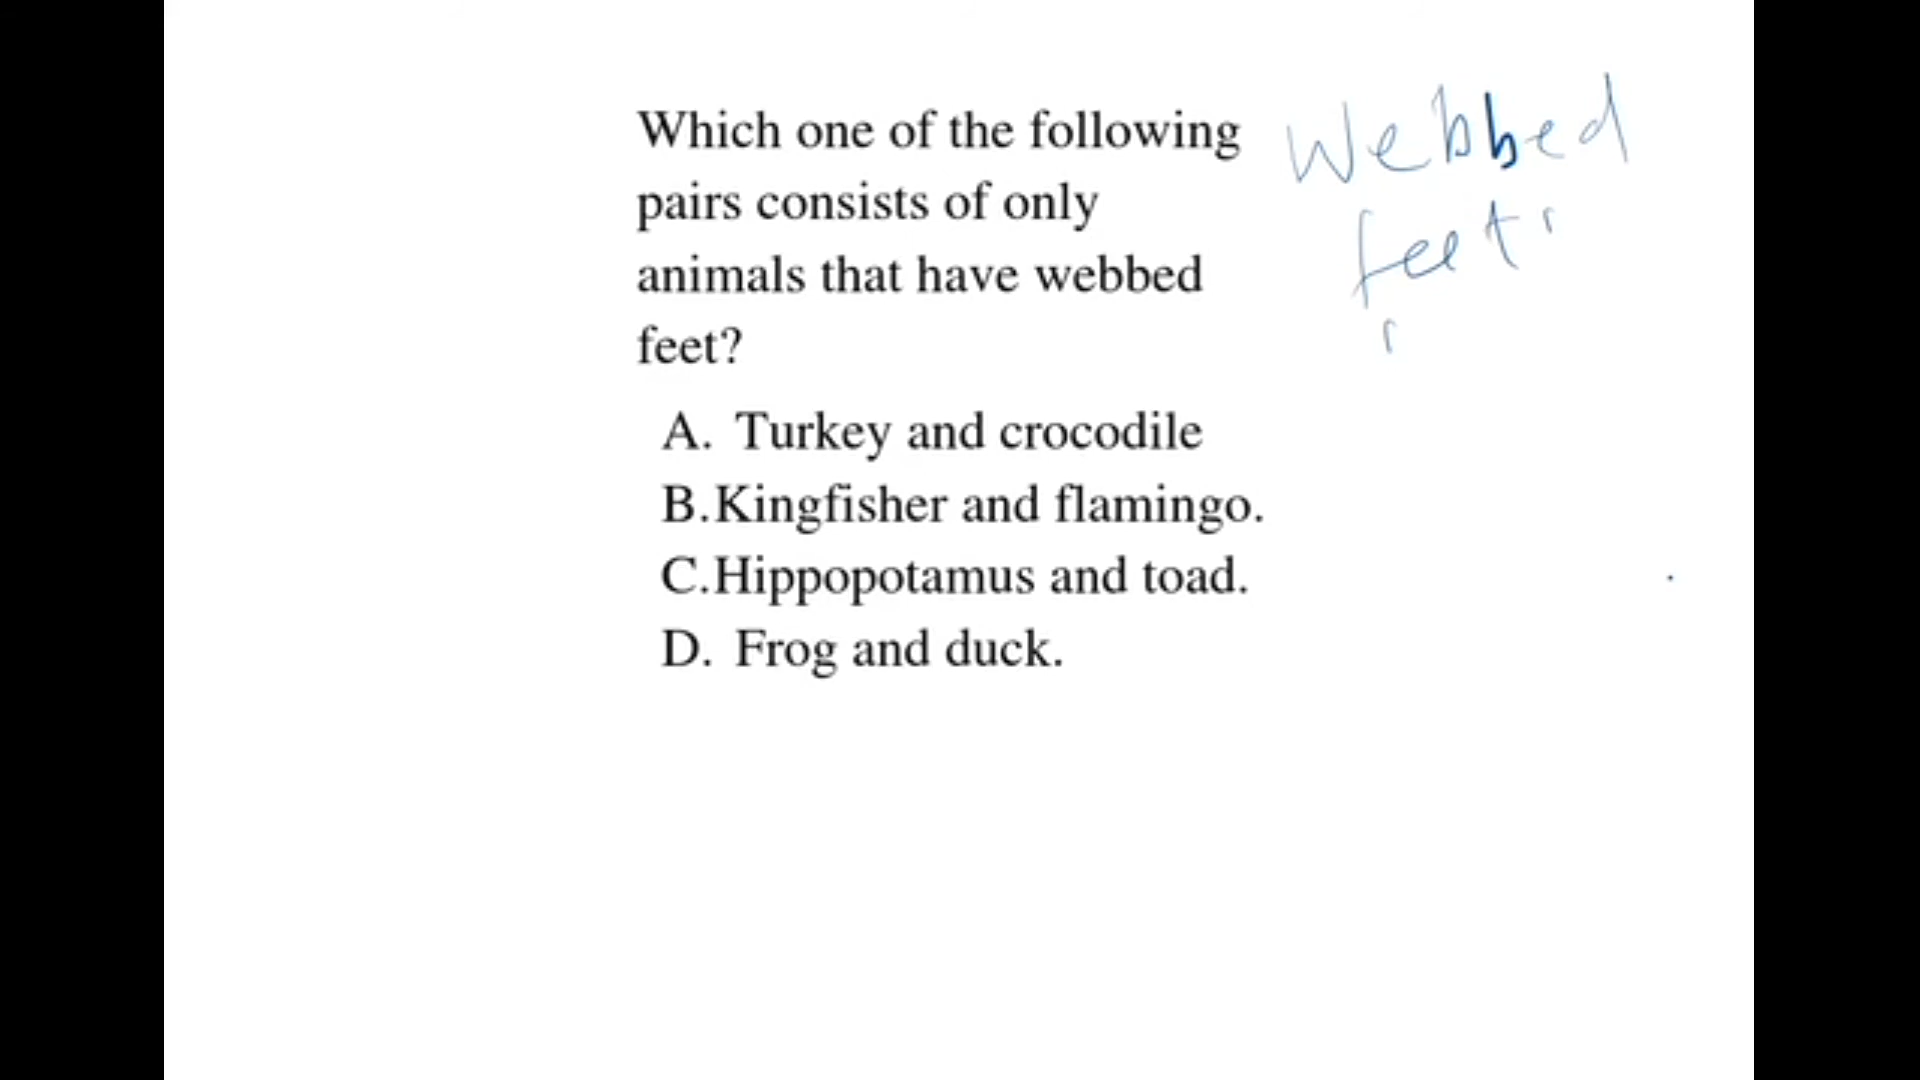 Which one of the following
pairs consists of only
animals that have webbed
feet?
A. Turkey and crocodile
B.Kingfisher and flamingo.
C.Hippopotamus and toad.
D. Frog and duck.
Webbed
feet